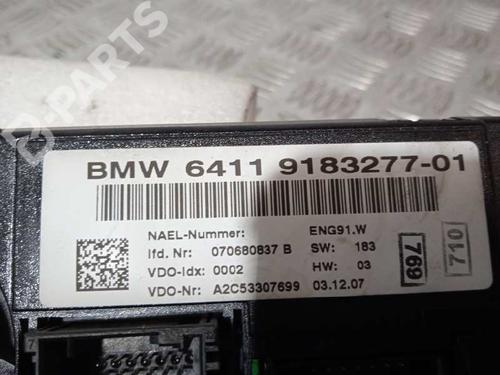 B-PARTS
BMW 6411 9183277-01
NAEL-Nummer: ENG91.W
lfd. Nr: 070680837 B SW: 183
VDO-Idx: 0002 HW: 03
VDO-Nr: A2C53307699 03.12.07
769
710